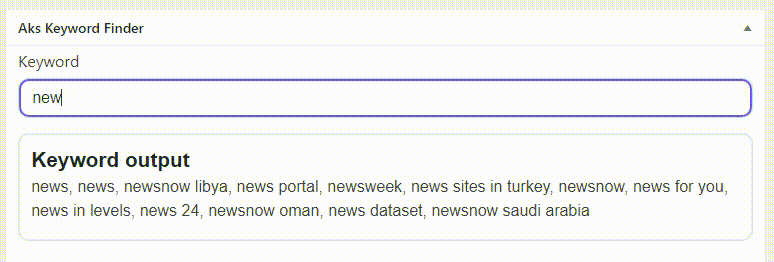 Aks Keyword Finder
Keyword
new
Keyword output
news, news, newsnow libya, news portal, newsweek, news sites in turkey, newsnow, news for you,
news in levels, news 24, newsnow oman, news dataset, newsnow saudi arabia